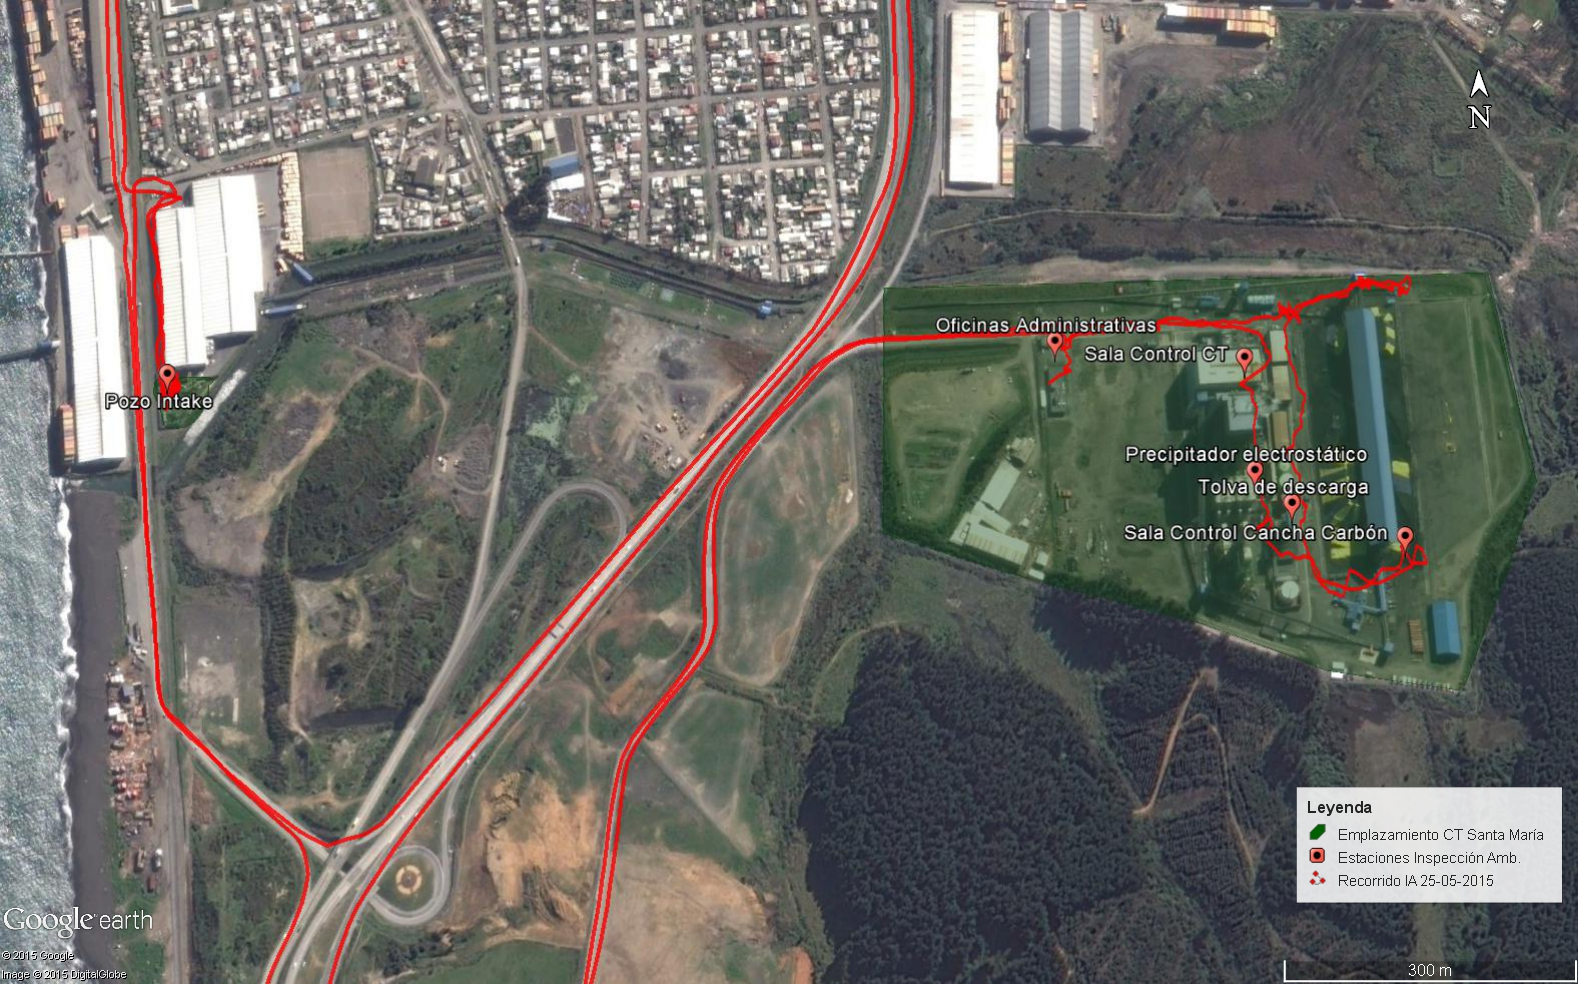 N
Oficinas Administrativas
Sala Control CT
Pozo Intake
Precipitador electrostático
Tolva de descarga
Sala Control Cancha Carbón
Leyenda
Emplazamiento CT Santa María
Estaciones Inspección Amb.
Recorrido IA 25-05-2015
Google earth
© 2015 Google
Image © 2015 DigitalGlobe
300 m